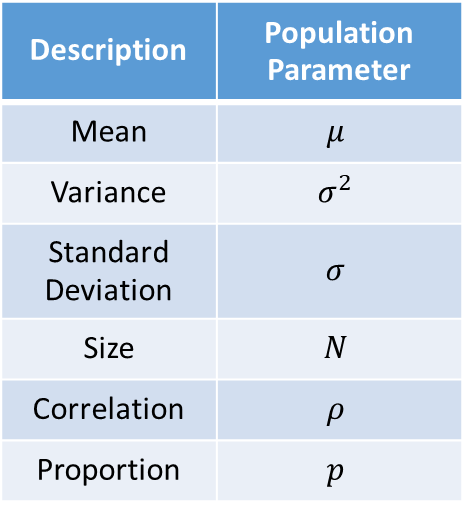 Description Population
Parameter
Mean μ
Variance σ²
Standard
Deviation σ
Size N
Correlation ρ
Proportion p